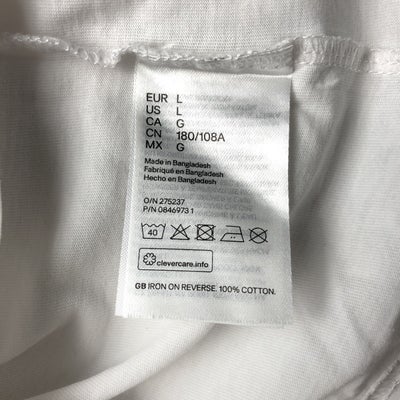 EUR L
US L
CA G
CN 180/108A
MX G
Made in Bangladesh
Fabriqué en Bangladesh
Hecho en Bangladesh
O/N 275237
P/N 0846973 1
40
clevercare.info
GB IRON ON REVERSE. 100% COTTON.